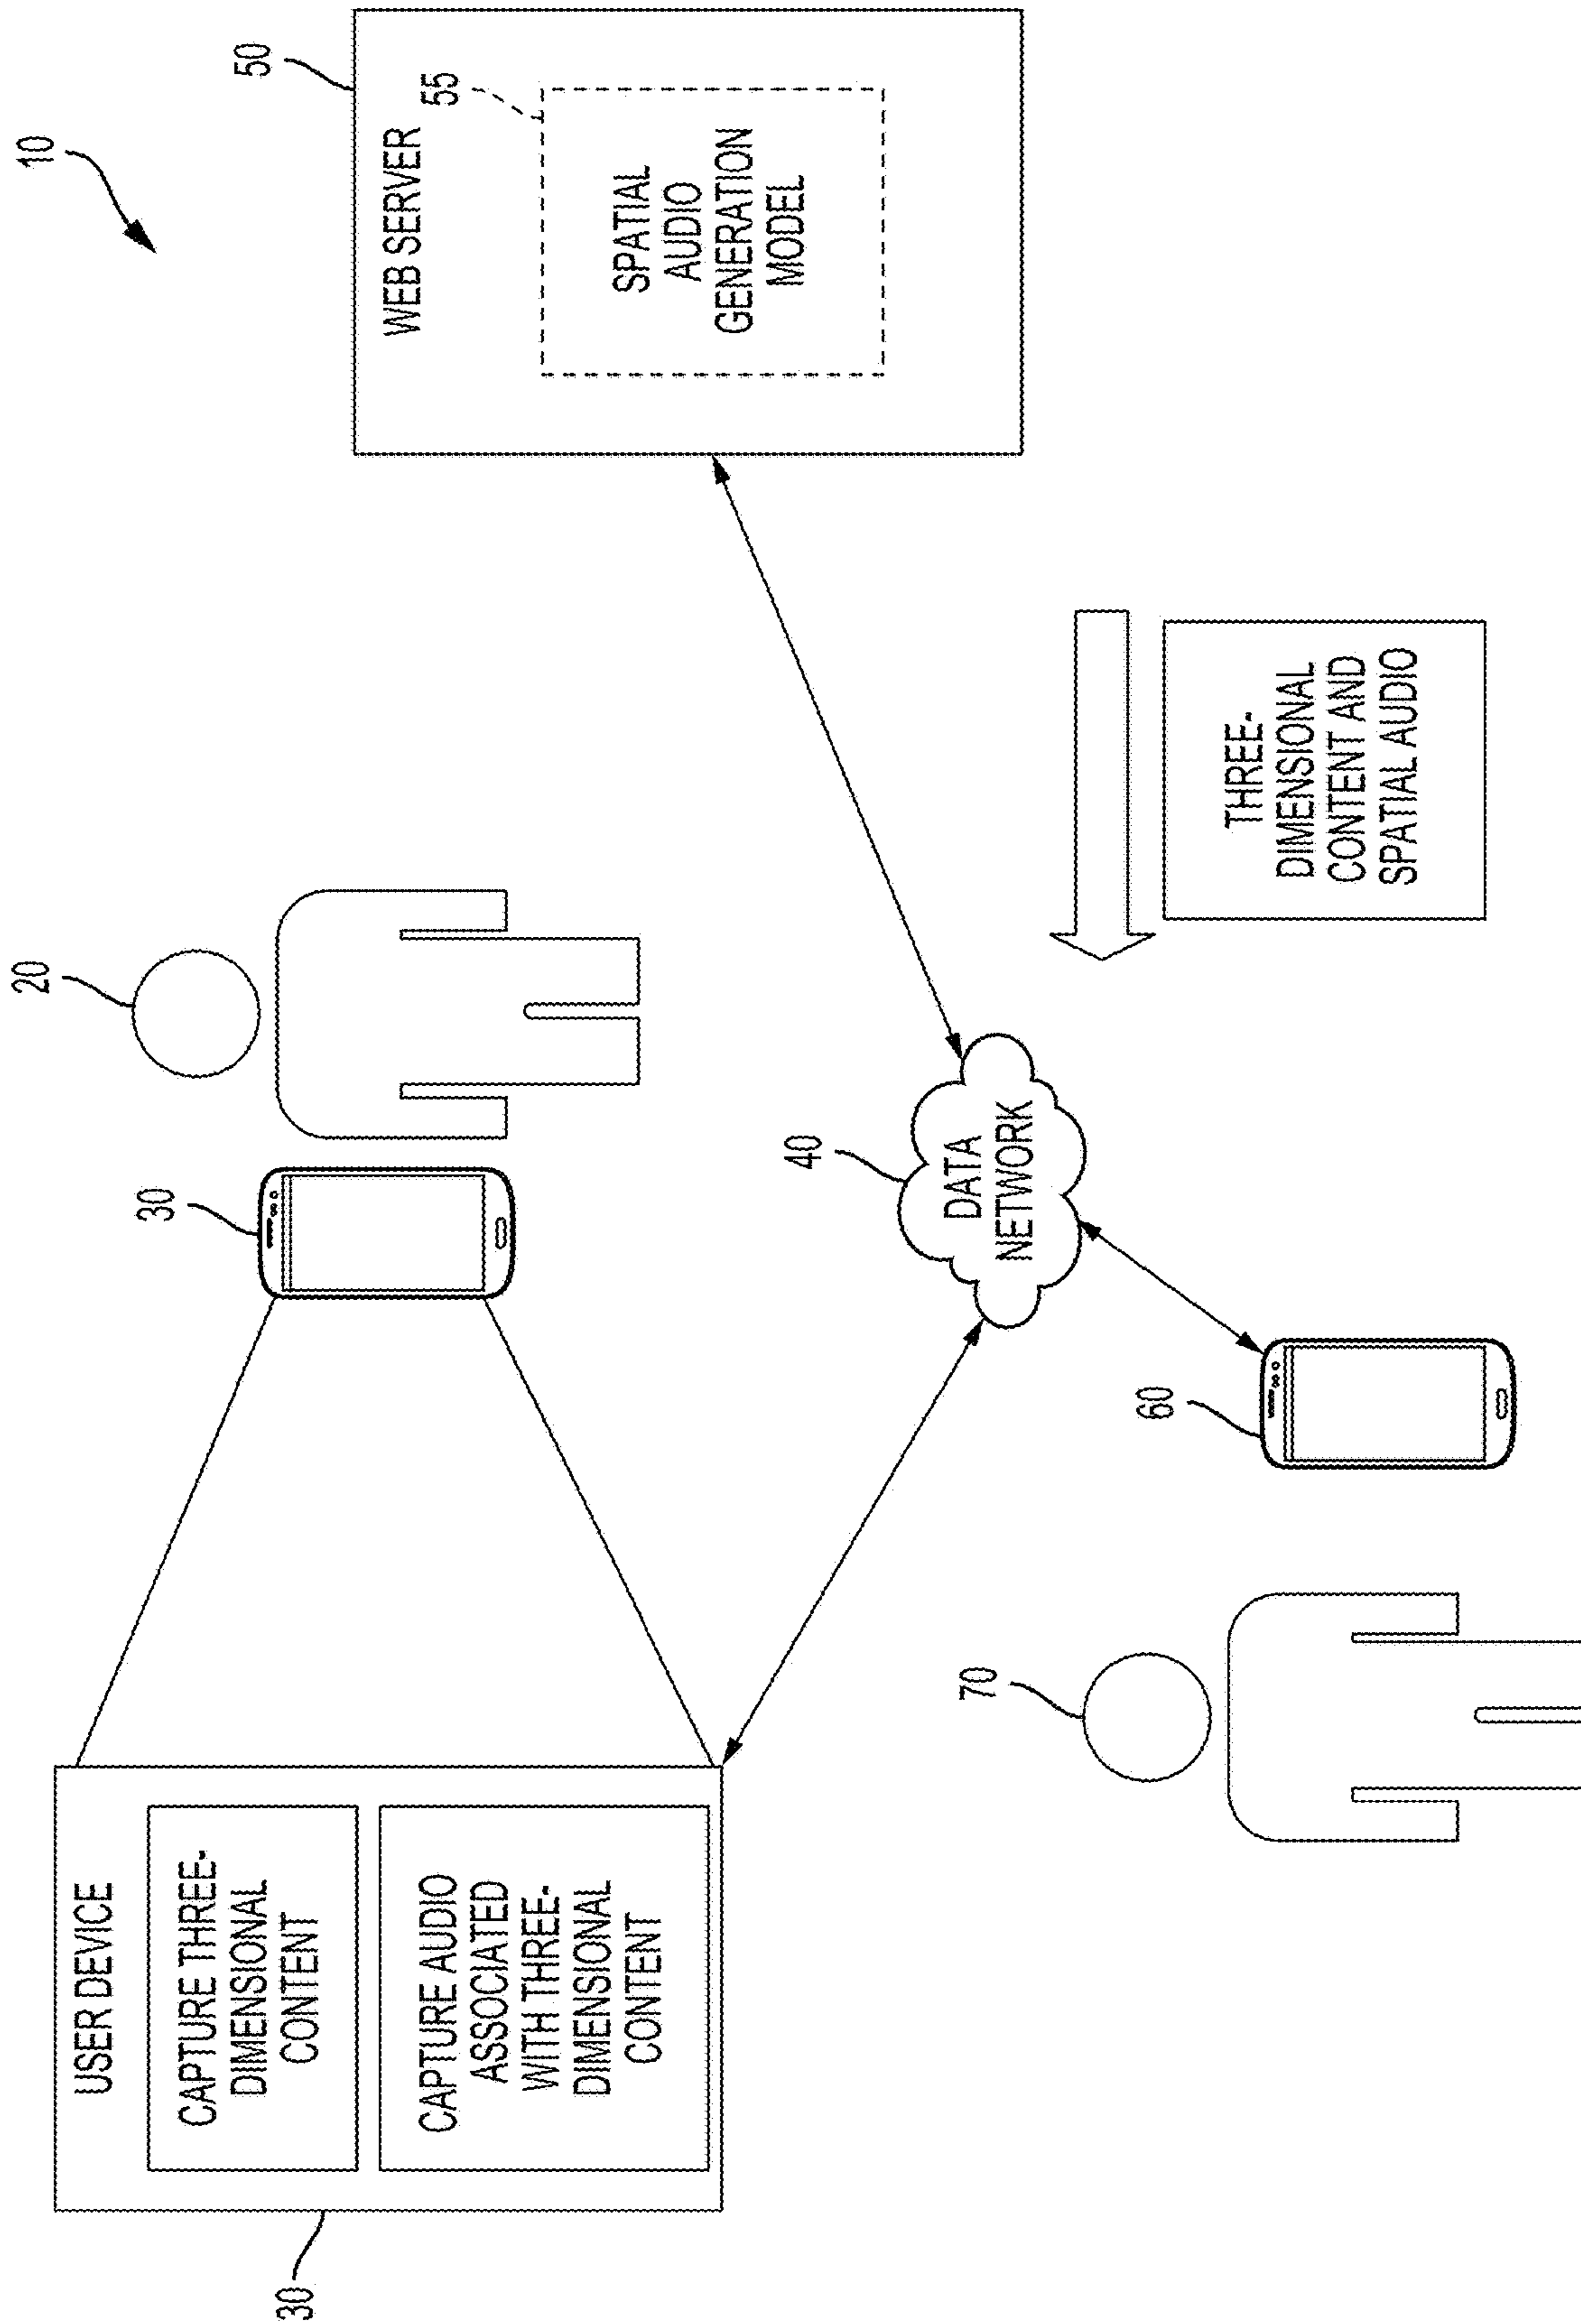 10
20
30
USER DEVICE
CAPTURE THREE-
DIMENSIONAL
CONTENT
CAPTURE AUDIO
ASSOCIATED
WITH THREE-
DIMENSIONAL
CONTENT
30
50
WEB SERVER
55
SPATIAL
AUDIO
GENERATION
MODEL
40
DATA
NETWORK
THREE-
DIMENSIONAL
CONTENT AND
SPATIAL AUDIO
60
70